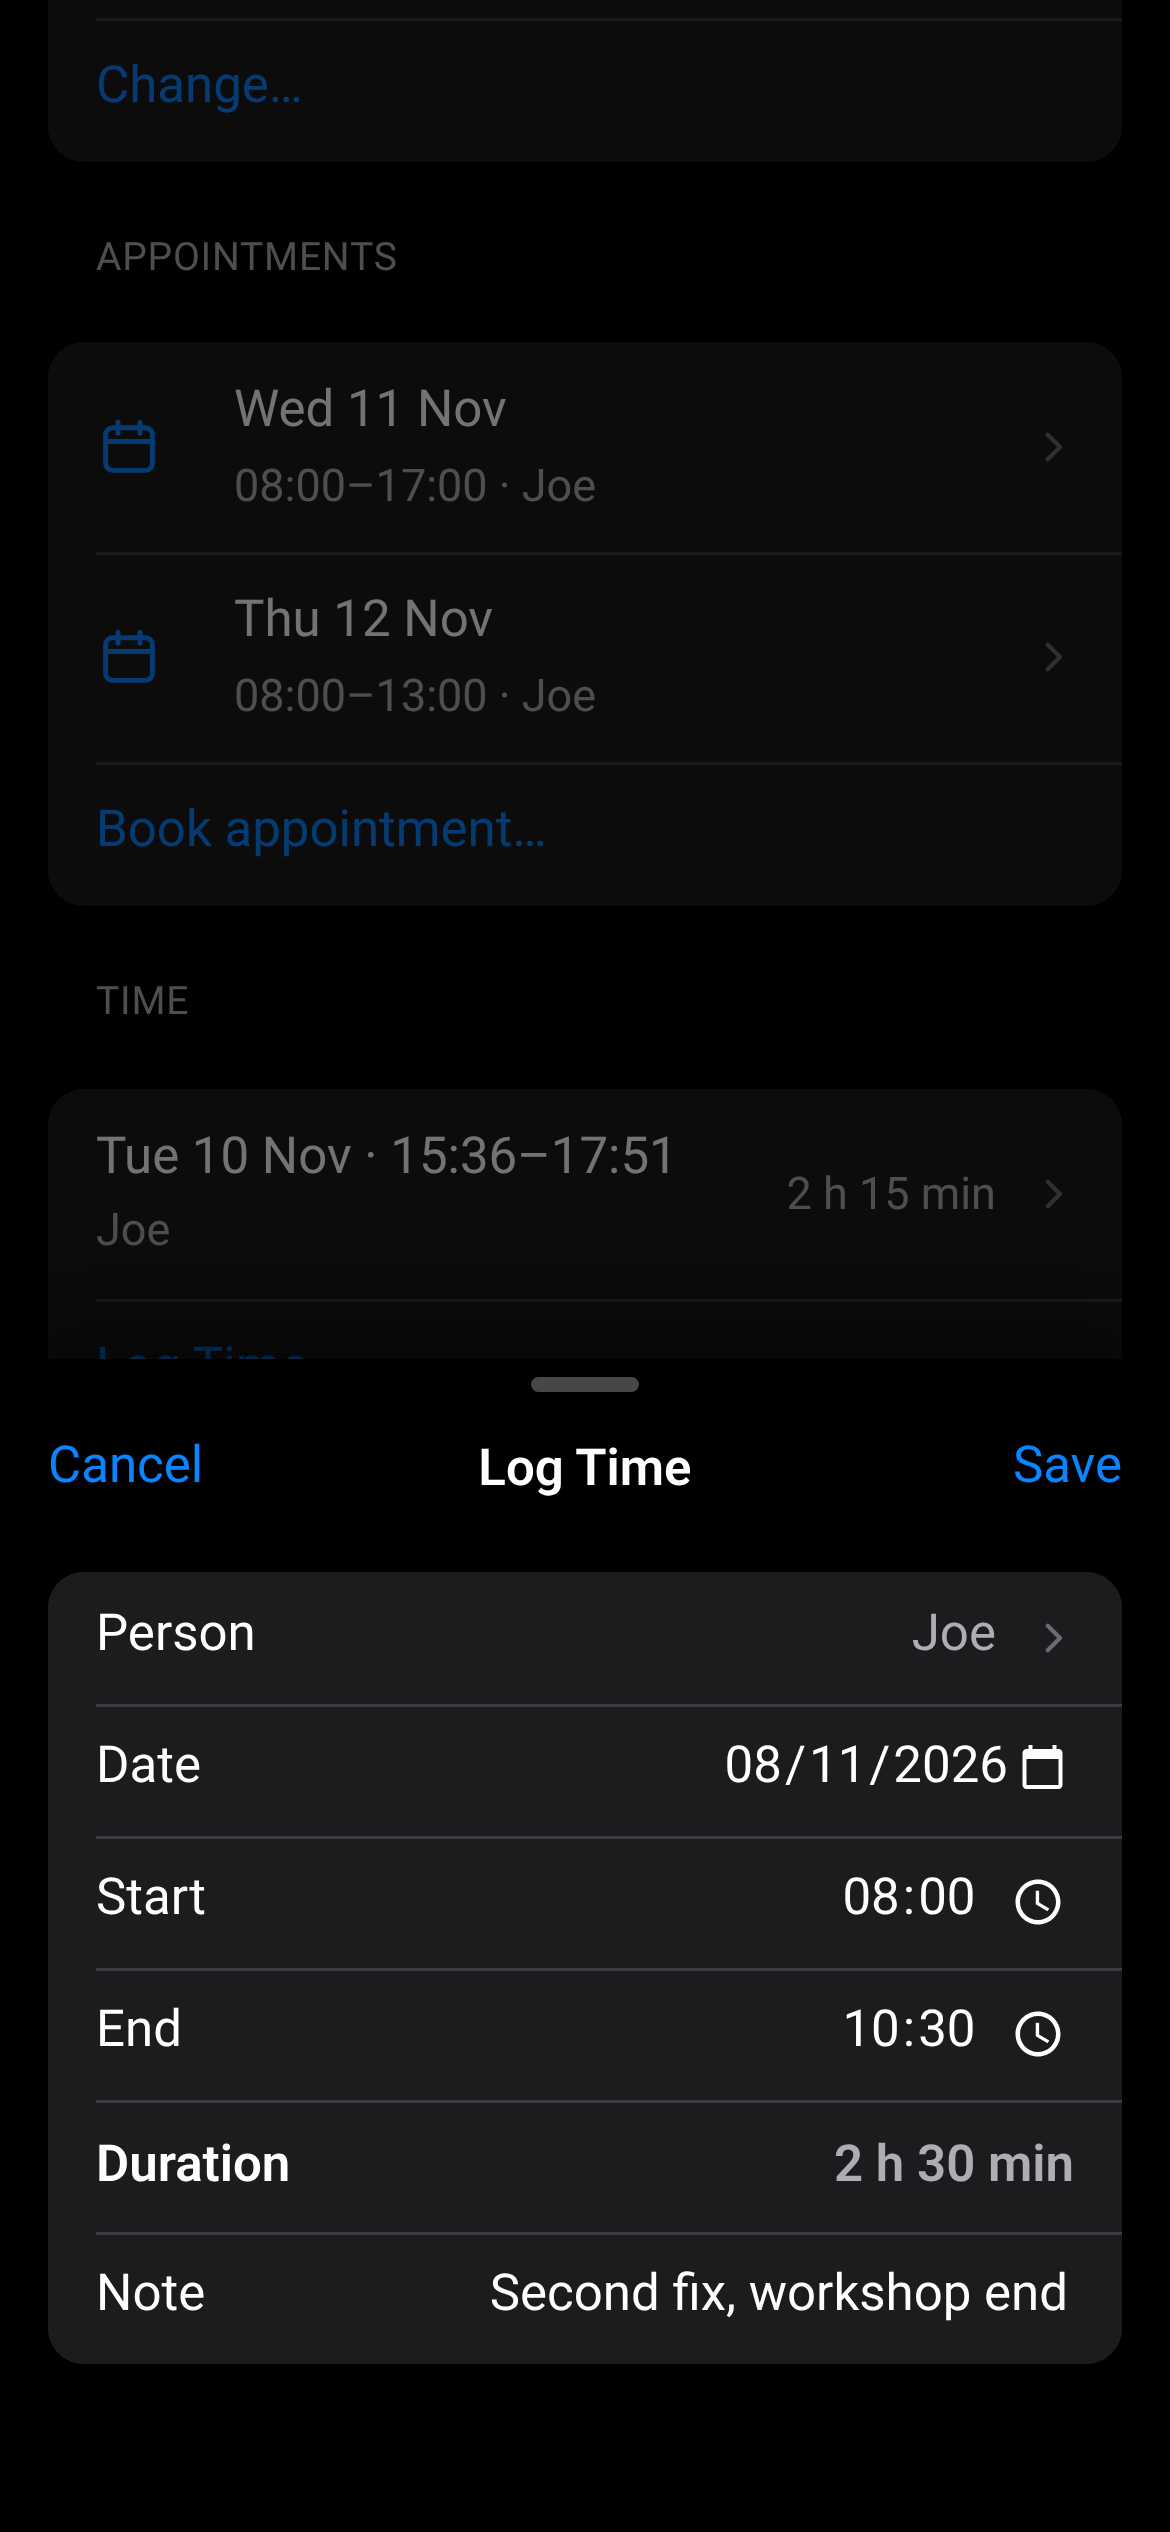 Change…
APPOINTMENTS
Wed 11 Nov
08:00–17:00 · Joe
Thu 12 Nov
08:00–13:00 · Joe
Book appointment…
TIME
Tue 10 Nov · 15:36–17:51
2 h 15 min
Joe
Log Time
Cancel
Log Time
Save
Person
Joe
Date
08/11/2026
Start
08:00
End
10:30
Duration
2 h 30 min
Note
Second fix, workshop end